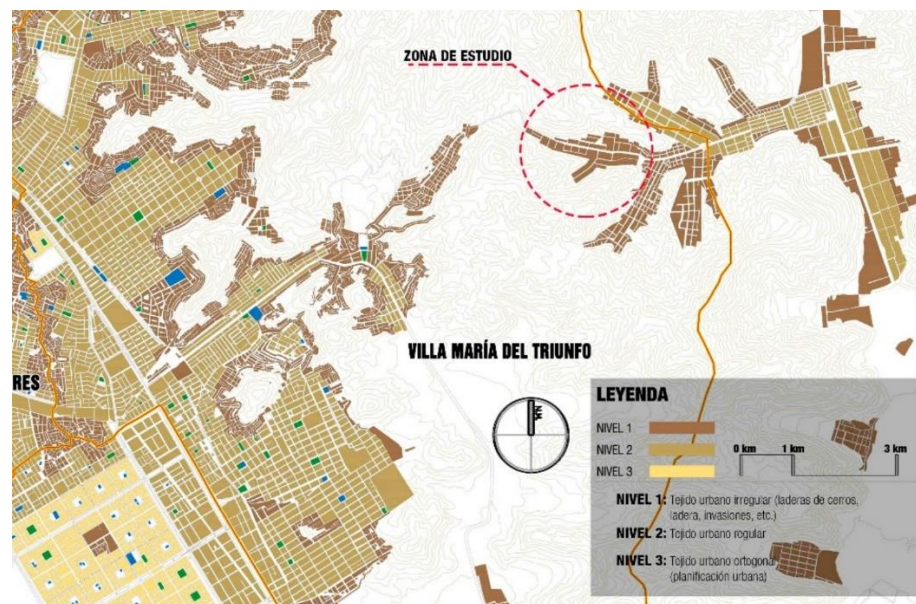 ZONA DE ESTUDIO
VILLA MARÍA DEL TRIUNFO
RES
NM
LEYENDA
NIVEL 1
NIVEL 2
NIVEL 3
0 km 1 km 3 km
NIVEL 1: Tejido urbano irregular (laderas de cerros,
ladera, invasiones, etc.)
NIVEL 2: Tejido urbano regular
NIVEL 3: Tejido urbano ortogonal
(planificación urbana)